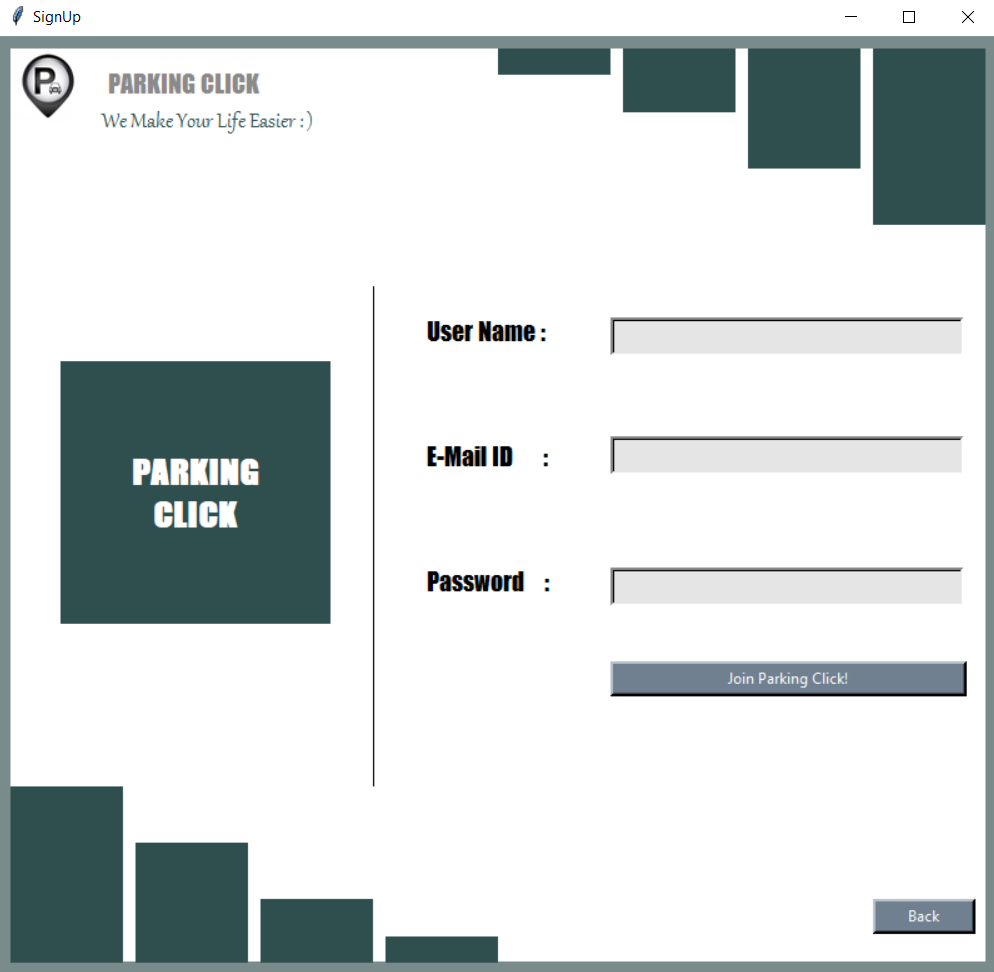 SignUp
P
PARKING CLICK
We Make Your Life Easier : )
User Name :
E-Mail ID :
PARKING
CLICK
Password :
Join Parking Click!
Back